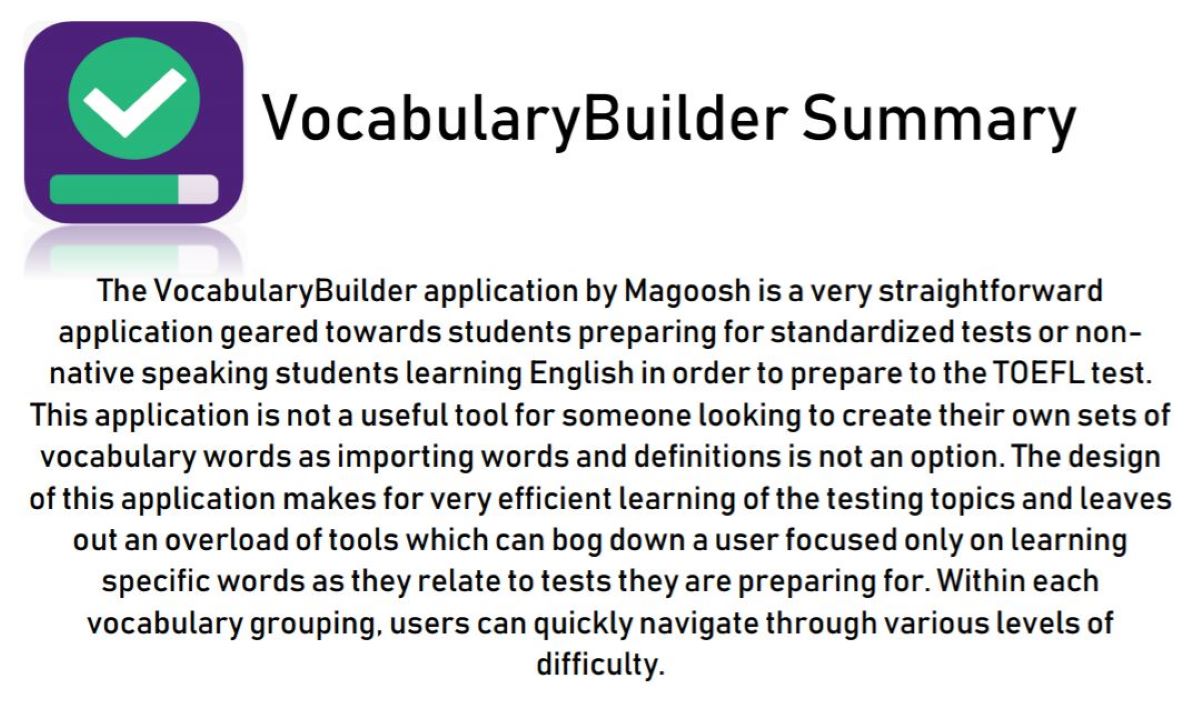 VocabularyBuilder Summary
The VocabularyBuilder application by Magoosh is a very straightforward
application geared towards students preparing for standardized tests or non-
native speaking students learning English in order to prepare to the TOEFL test.
This application is not a useful tool for someone looking to create their own sets of
vocabulary words as importing words and definitions is not an option. The design
of this application makes for very efficient learning of the testing topics and leaves
out an overload of tools which can bog down a user focused only on learning
specific words as they relate to tests they are preparing for. Within each
vocabulary grouping, users can quickly navigate through various levels of
difficulty.